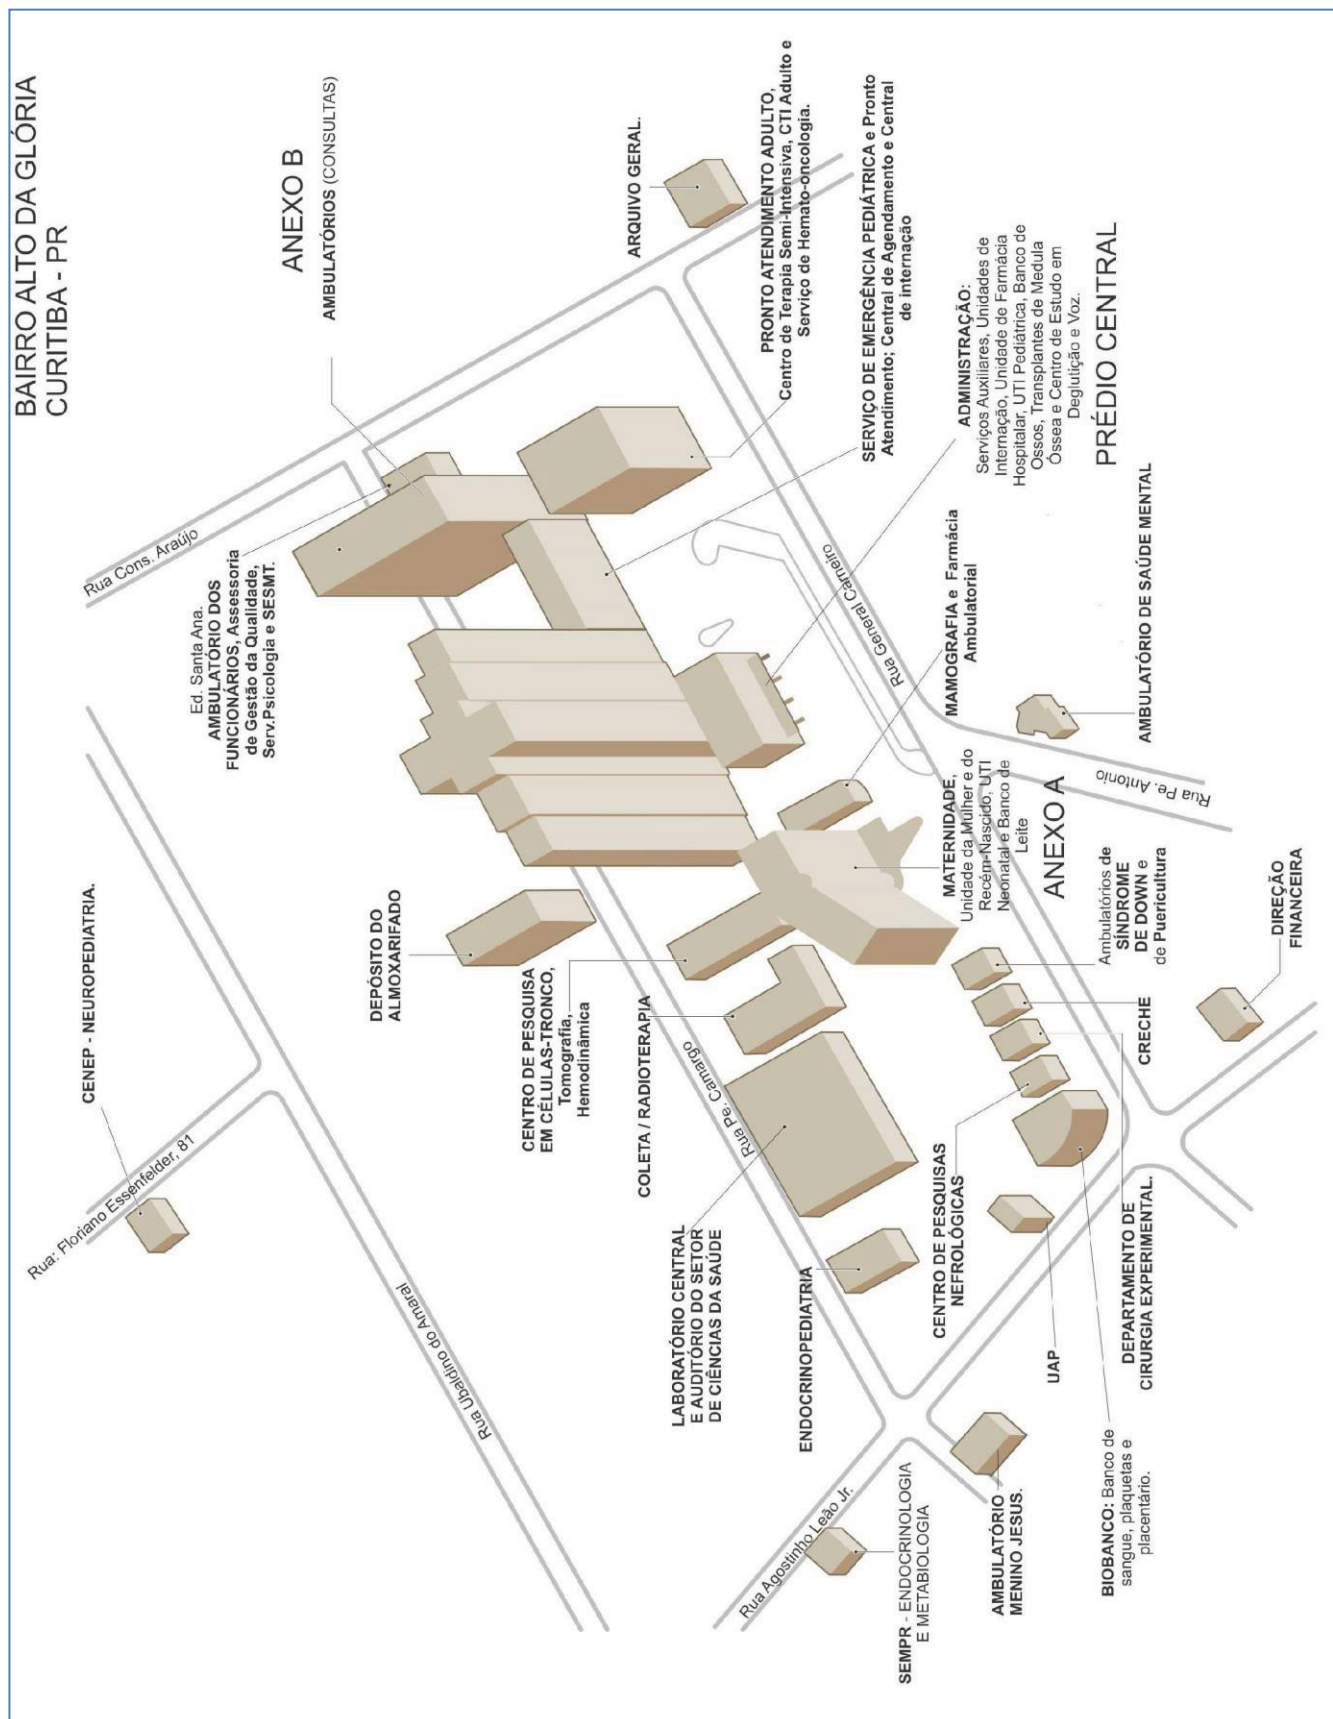 BAIRRO ALTO DA GLÓRIA
CURITIBA - PR
CENEP - NEUROPEDIATRIA.
Rua: Floriano Essenfelder, 81
Rua Ubaldino do Amaral
Rua Cons. Araújo
Ed. Santa Ana.
AMBULATÓRIO DOS
FUNCIONÁRIOS, Assessoria
de Gestão da Qualidade,
Serv.Psicologia e SESMT.
ANEXO B
AMBULATÓRIOS (CONSULTAS)
DEPÓSITO DO
ALMOXARIFADO
CENTRO DE PESQUISA
EM CÉLULAS-TRONCO,
Tomografia,
Hemodinâmica
COLETA / RADIOTERAPIA
Rua Pe. Camargo
LABORATÓRIO CENTRAL
E AUDITÓRIO DO SETOR
DE CIÊNCIAS DA SAÚDE
ENDOCRINOPEDIATRIA
Rua Agostinho Leão Jr.
SEMPR - ENDOCRINOLOGIA
E METABIOLOGIA
ARQUIVO GERAL.
PRONTO ATENDIMENTO ADULTO,
Centro de Terapia Semi-Intensiva, CTI Adulto e
Serviço de Hemato-oncologia.
SERVIÇO DE EMERGÊNCIA PEDIÁTRICA e Pronto
Atendimento; Central de Agendamento e Central
de internação
Rua General Carneiro
ADMINISTRAÇÃO:
Serviços Auxiliares, Unidades de
Internação, Unidade de Farmácia
Hospitalar, UTI Pediátrica, Banco de
Ossos, Transplantes de Medula
Óssea e Centro de Estudo em
Deglutição e Voz.
PRÉDIO CENTRAL
MAMOGRAFIA e Farmácia
Ambulatorial
AMBULATÓRIO DE SAÚDE MENTAL
Rua Pe. Antonio
MATERNIDADE,
Unidade da Mulher e do
Recém-Nascido, UTI
Neonatal e Banco de
Leite
ANEXO A
Ambulatórios de
SÍNDROME
DE DOWN e
de Puericultura
CRECHE
DIREÇÃO
FINANCEIRA
CENTRO DE PESQUISAS
NEFROLÓGICAS
UAP
DEPARTAMENTO DE
CIRURGIA EXPERIMENTAL.
AMBULATÓRIO
MENINO JESUS.
BIOBANCO: Banco de
sangue, plaquetas e
placentário.